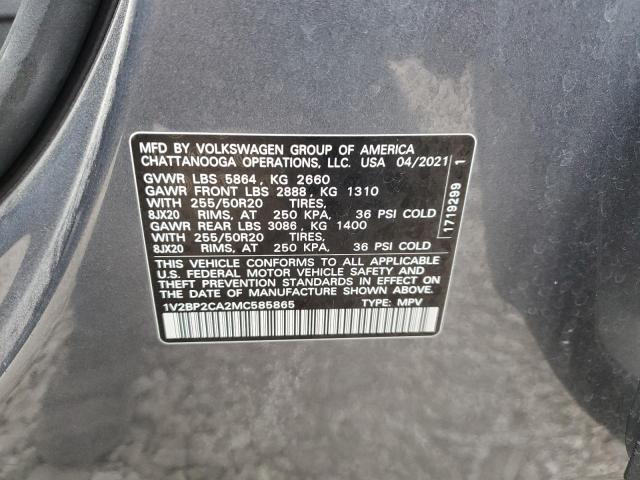 MFD BY VOLKSWAGEN GROUP OF AMERICA
CHATTANOOGA OPERATIONS, LLC. USA 04/2021
GVWR LBS 5864, KG 2660
GAWR FRONT LBS 2888, KG 1310
WITH 255/50R20 TIRES,
8JX20 RIMS, AT 250 KPA, 36 PSI COLD
GAWR REAR LBS 3086, KG 1400
WITH 255/50R20 TIRES,
8JX20 RIMS, AT 250 KPA, 36 PSI COLD
THIS VEHICLE CONFORMS TO ALL APPLICABLE
U.S. FEDERAL MOTOR VEHICLE SAFETY AND
THEFT PREVENTION STANDARDS IN EFFECT ON
THE DATE OF MANUFACTURE SHOWN ABOVE.
1V2BP2CA2MC585865 TYPE: MPV
1719299 1